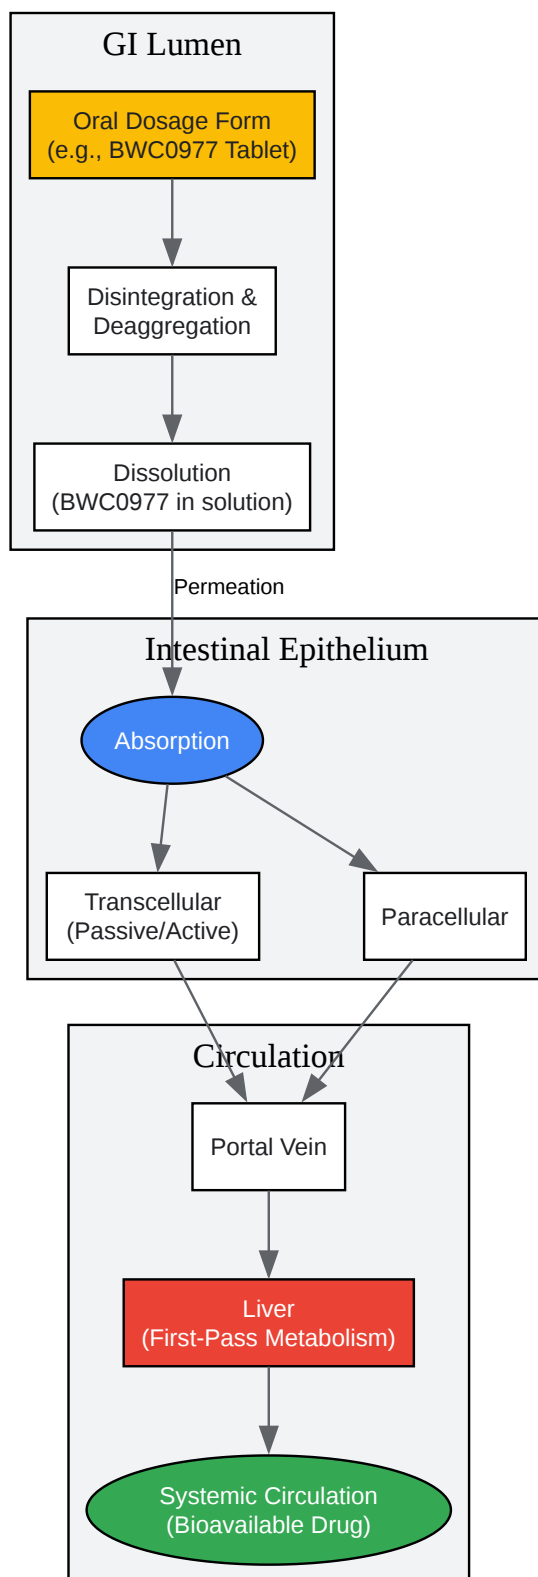 GI Lumen
Oral Dosage Form
(e.g., BWC0977 Tablet)
Disintegration &
Deaggregation
Dissolution
(BWC0977 in solution)
Permeation
Intestinal Epithelium
Absorption
Transcellular
(Passive/Active)
Paracellular
Circulation
Portal Vein
Liver
(First-Pass Metabolism)
Systemic Circulation
(Bioavailable Drug)